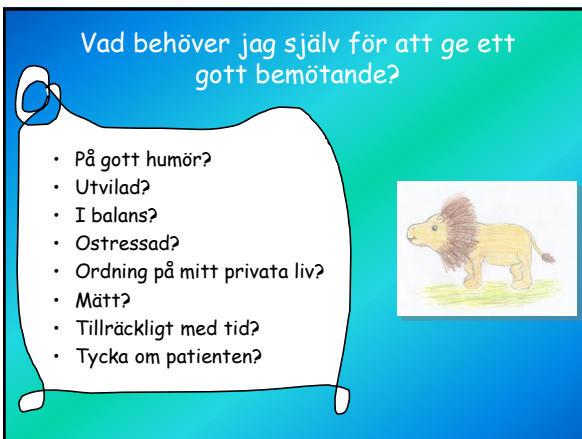 Vad behöver jag själv för att ge ett
gott bemötande?
• På gott humör?
• Utvilad?
• I balans?
• Ostressad?
• Ordning på mitt privata liv?
• Mätt?
• Tillräckligt med tid?
• Tycka om patienten?